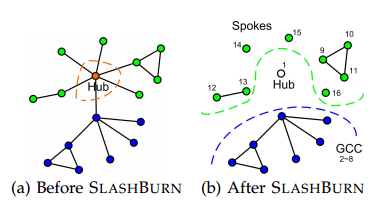 Hub
(a) Before SLASHBURN
Spokes
15
14
10
9
11
1
Hub
13
12
16
GCC
2~8
(b) After SLASHBURN